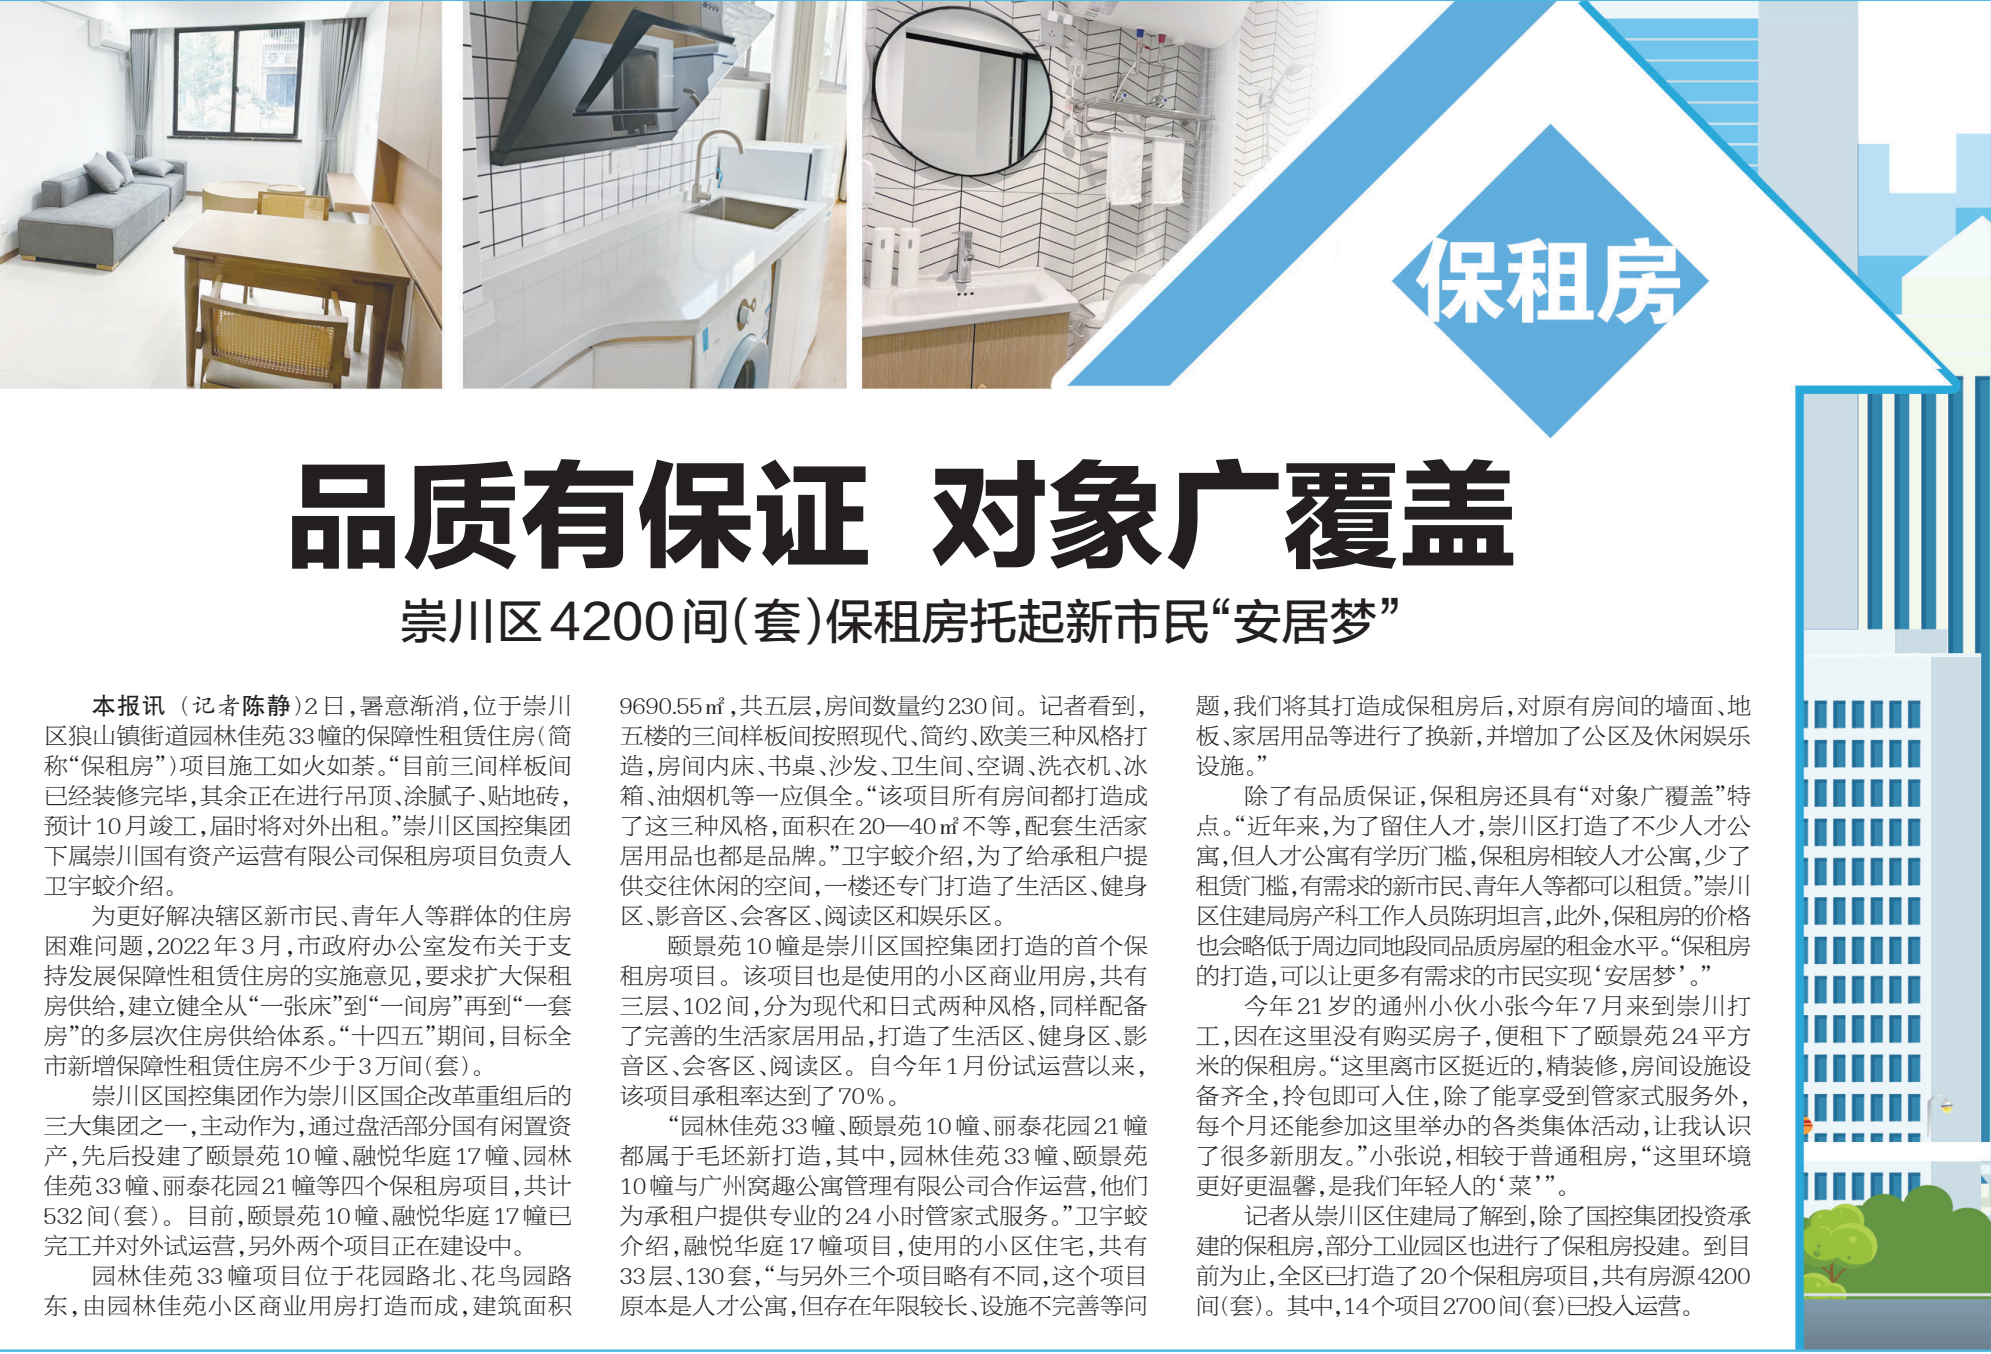 保租房
品质有保证 对象广覆盖
崇川区4200间(套)保租房托起新市民“安居梦”
本报讯 (记者陈静)2日,暑意渐消,位于崇川
区狼山镇街道园林佳苑33幢的保障性租赁住房(简
称“保租房”)项目施工如火如荼。“目前三间样板间
已经装修完毕,其余正在进行吊顶、涂腻子、贴地砖,
预计10月竣工,届时将对外出租。”崇川区国控集团
下属崇川国有资产运营有限公司保租房项目负责人
卫宇蛟介绍。
为更好解决辖区新市民、青年人等群体的住房
困难问题,2022年3月,市政府办公室发布关于支
持发展保障性租赁住房的实施意见,要求扩大保租
房供给,建立健全从“一张床”到“一间房”再到“一套
房”的多层次住房供给体系。“十四五”期间,目标全
市新增保障性租赁住房不少于3万间(套)。
崇川区国控集团作为崇川区国企改革重组后的
三大集团之一,主动作为,通过盘活部分国有闲置资
产,先后投建了颐景苑10幢、融悦华庭17幢、园林
佳苑33幢、丽泰花园21幢等四个保租房项目,共计
532间(套)。目前,颐景苑10幢、融悦华庭17幢已
完工并对外试运营,另外两个项目正在建设中。
园林佳苑33幢项目位于花园路北、花鸟园路
东,由园林佳苑小区商业用房打造而成,建筑面积
9690.55㎡,共五层,房间数量约230间。记者看到,
五楼的三间样板间按照现代、简约、欧美三种风格打
造,房间内床、书桌、沙发、卫生间、空调、洗衣机、冰
箱、油烟机等一应俱全。“该项目所有房间都打造成
了这三种风格,面积在20—40㎡不等,配套生活家
居用品也都是品牌。”卫宇蛟介绍,为了给承租户提
供交往休闲的空间,一楼还专门打造了生活区、健身
区、影音区、会客区、阅读区和娱乐区。
颐景苑10幢是崇川区国控集团打造的首个保
租房项目。该项目也是使用的小区商业用房,共有
三层、102间,分为现代和日式两种风格,同样配备
了完善的生活家居用品,打造了生活区、健身区、影
音区、会客区、阅读区。自今年1月份试运营以来,
该项目承租率达到了70%。
“园林佳苑33幢、颐景苑10幢、丽泰花园21幢
都属于毛坯新打造,其中,园林佳苑33幢、颐景苑
10幢与广州窝趣公寓管理有限公司合作运营,他们
为承租户提供专业的24小时管家式服务。”卫宇蛟
介绍,融悦华庭17幢项目,使用的小区住宅,共有
33层、130套,“与另外三个项目略有不同,这个项目
原本是人才公寓,但存在年限较长、设施不完善等问
题,我们将其打造成保租房后,对原有房间的墙面、地
板、家居用品等进行了换新,并增加了公区及休闲娱乐
设施。”
除了有品质保证,保租房还具有“对象广覆盖”特
点。“近年来,为了留住人才,崇川区打造了不少人才公
寓,但人才公寓有学历门槛,保租房相较人才公寓,少了
租赁门槛,有需求的新市民、青年人等都可以租赁。”崇川
区住建局房产科工作人员陈玥坦言,此外,保租房的价格
也会略低于周边同地段同品质房屋的租金水平。“保租房
的打造,可以让更多有需求的市民实现‘安居梦’。”
今年21岁的通州小伙小张今年7月来到崇川打
工,因在这里没有购买房子,便租下了颐景苑24平方
米的保租房。“这里离市区挺近的,精装修,房间设施设
备齐全,拎包即可入住,除了能享受到管家式服务外,
每个月还能参加这里举办的各类集体活动,让我认识
了很多新朋友。”小张说,相较于普通租房,“这里环境
更好更温馨,是我们年轻人的‘菜’”。
记者从崇川区住建局了解到,除了国控集团投资承
建的保租房,部分工业园区也进行了保租房投建。到目
前为止,全区已打造了20个保租房项目,共有房源4200
间(套)。其中,14个项目2700间(套)已投入运营。